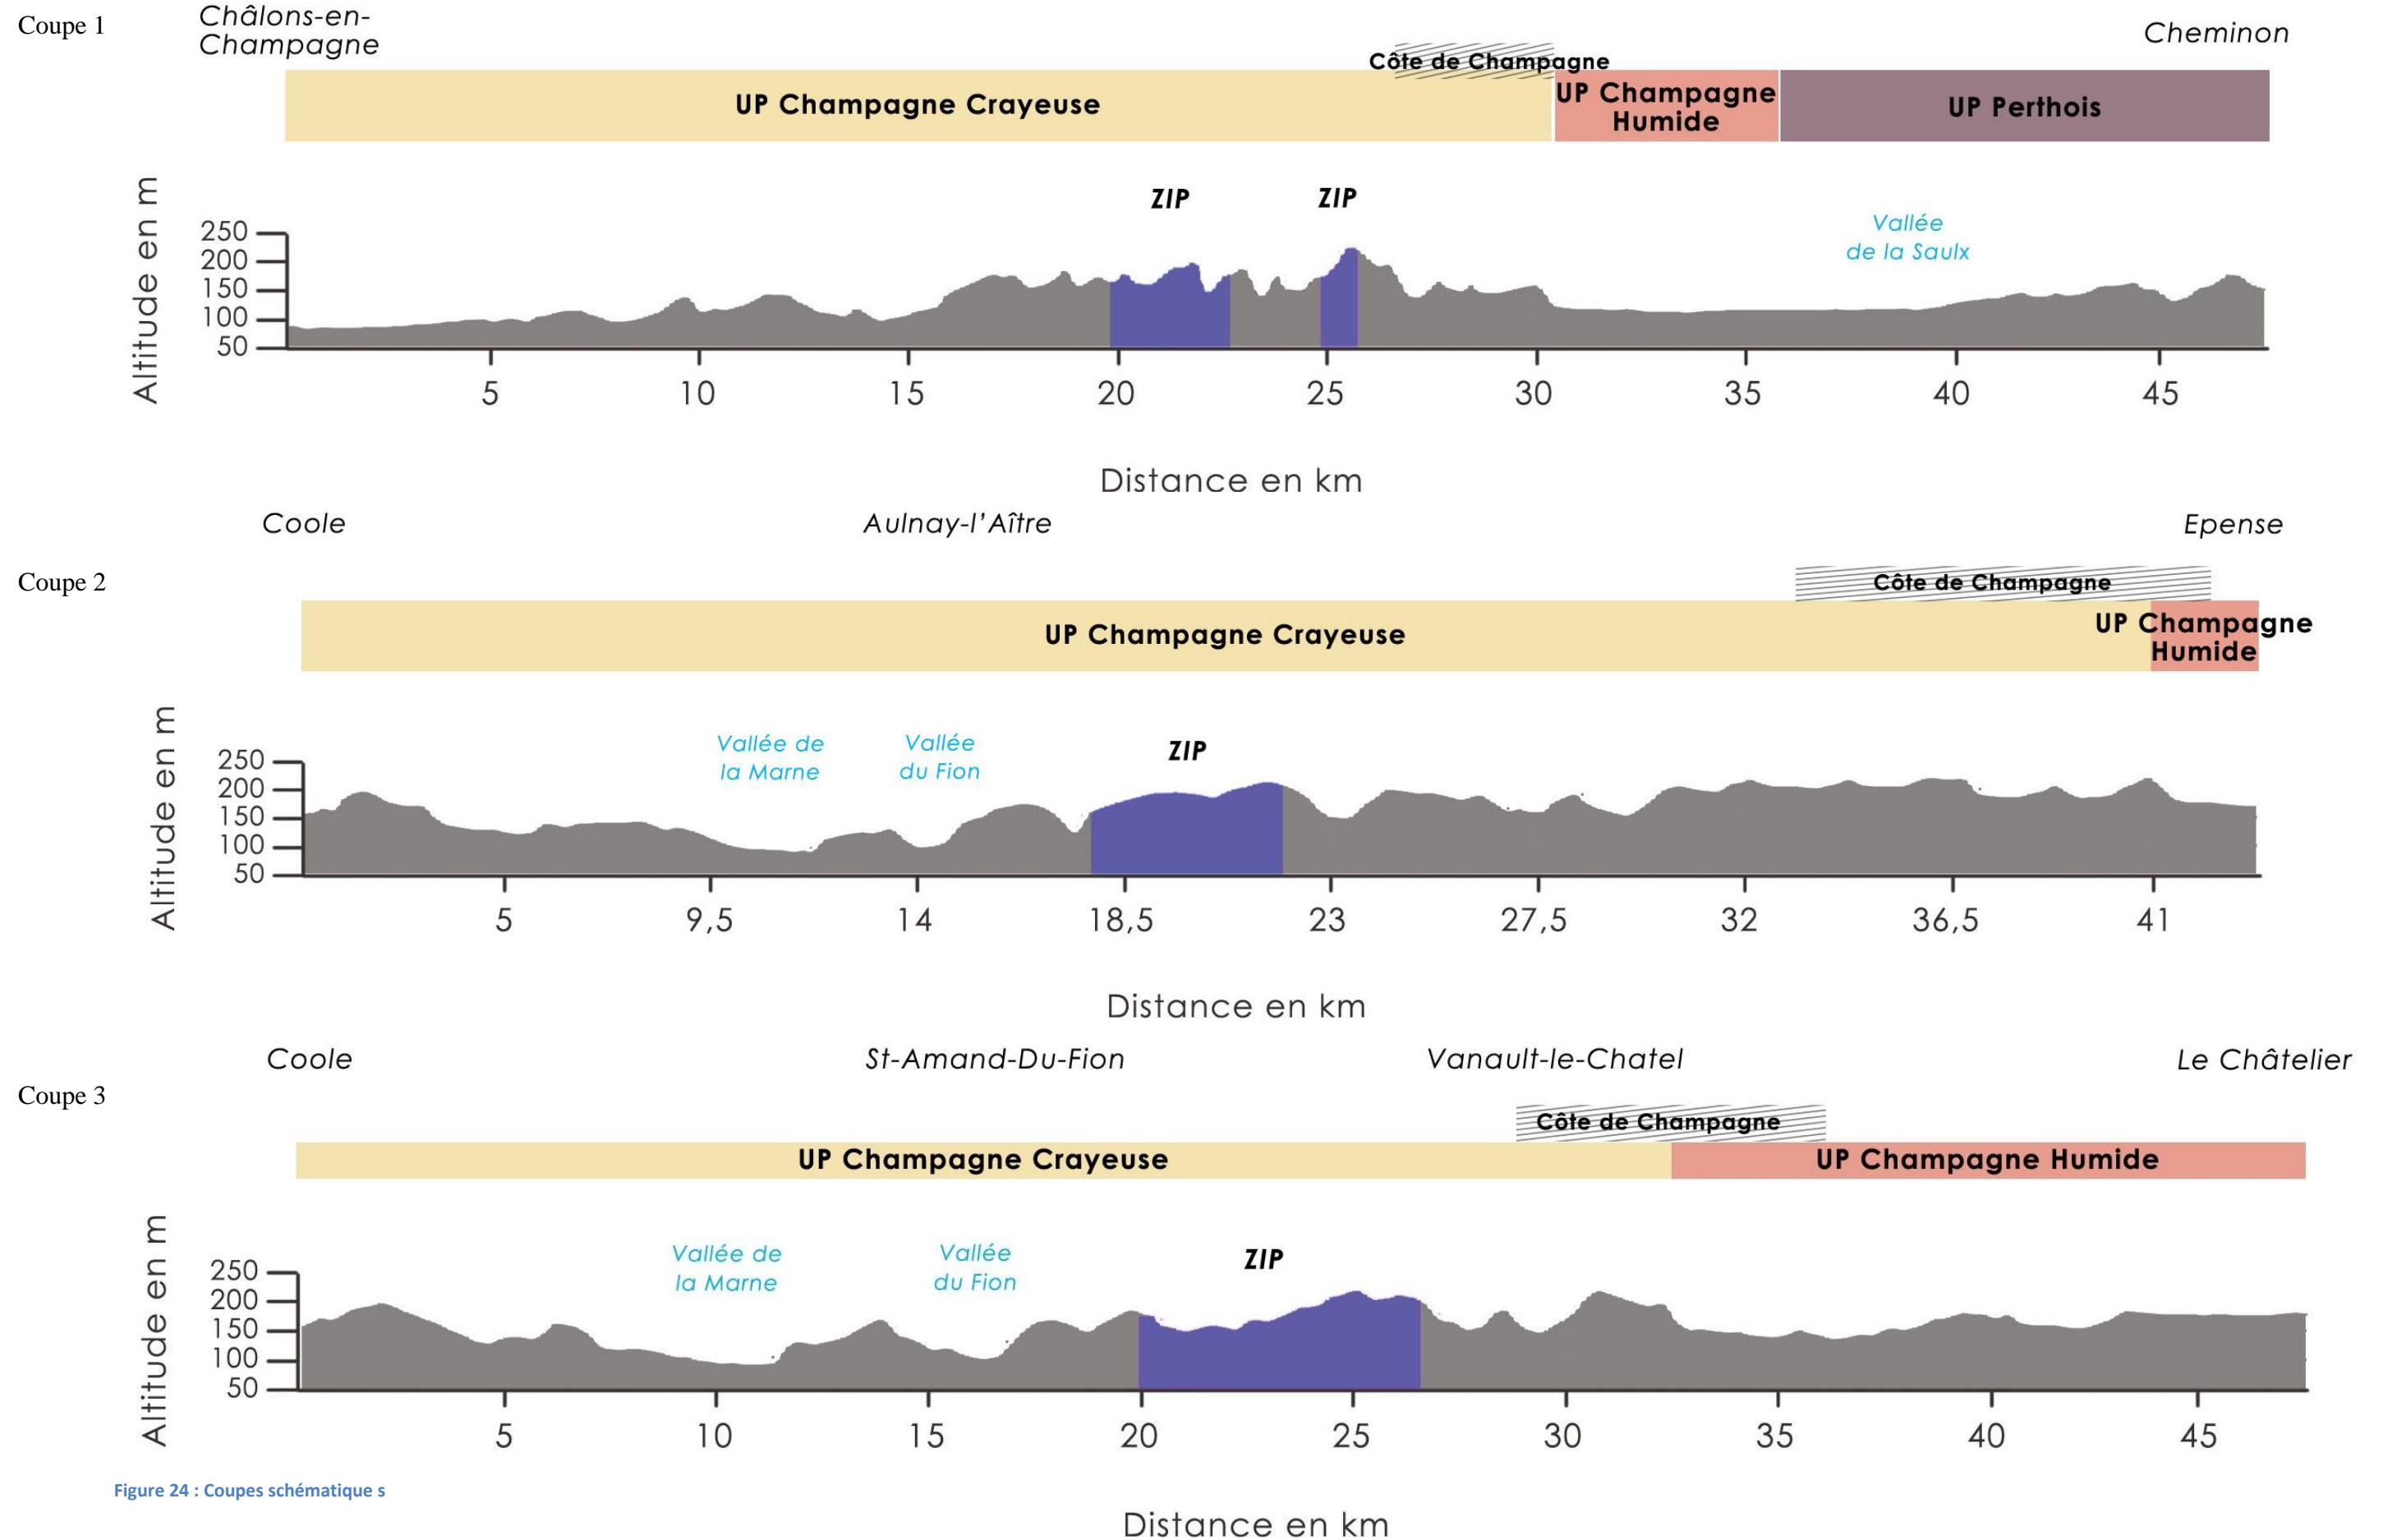 Coupe 1
Châlons-en-
Champagne
Cheminon
Côte de Champagne
UP Champagne Crayeuse
UP Champagne
Humide
UP Perthois
ZIP
ZIP
Vallée
de la Saulx
Altitude en m
250
200
150
100
50
5 10 15 20 25 30 35 40 45
Distance en km
Coole Aulnay-l'Aître Epense
Coupe 2
Côte de Champagne
UP Champagne Crayeuse
UP Champagne
Humide
Vallée de
la Marne
Vallée
du Fion
ZIP
Altitude en m
250
200
150
100
50
5 9,5 14 18,5 23 27,5 32 36,5 41
Distance en km
Coole St-Amand-Du-Fion Vanault-le-Chatel Le Châtelier
Coupe 3
Côte de Champagne
UP Champagne Crayeuse
UP Champagne Humide
Vallée de
la Marne
Vallée
du Fion
ZIP
Altitude en m
250
200
150
100
50
5 10 15 20 25 30 35 40 45
Figure 24 : Coupes schématique s
Distance en km